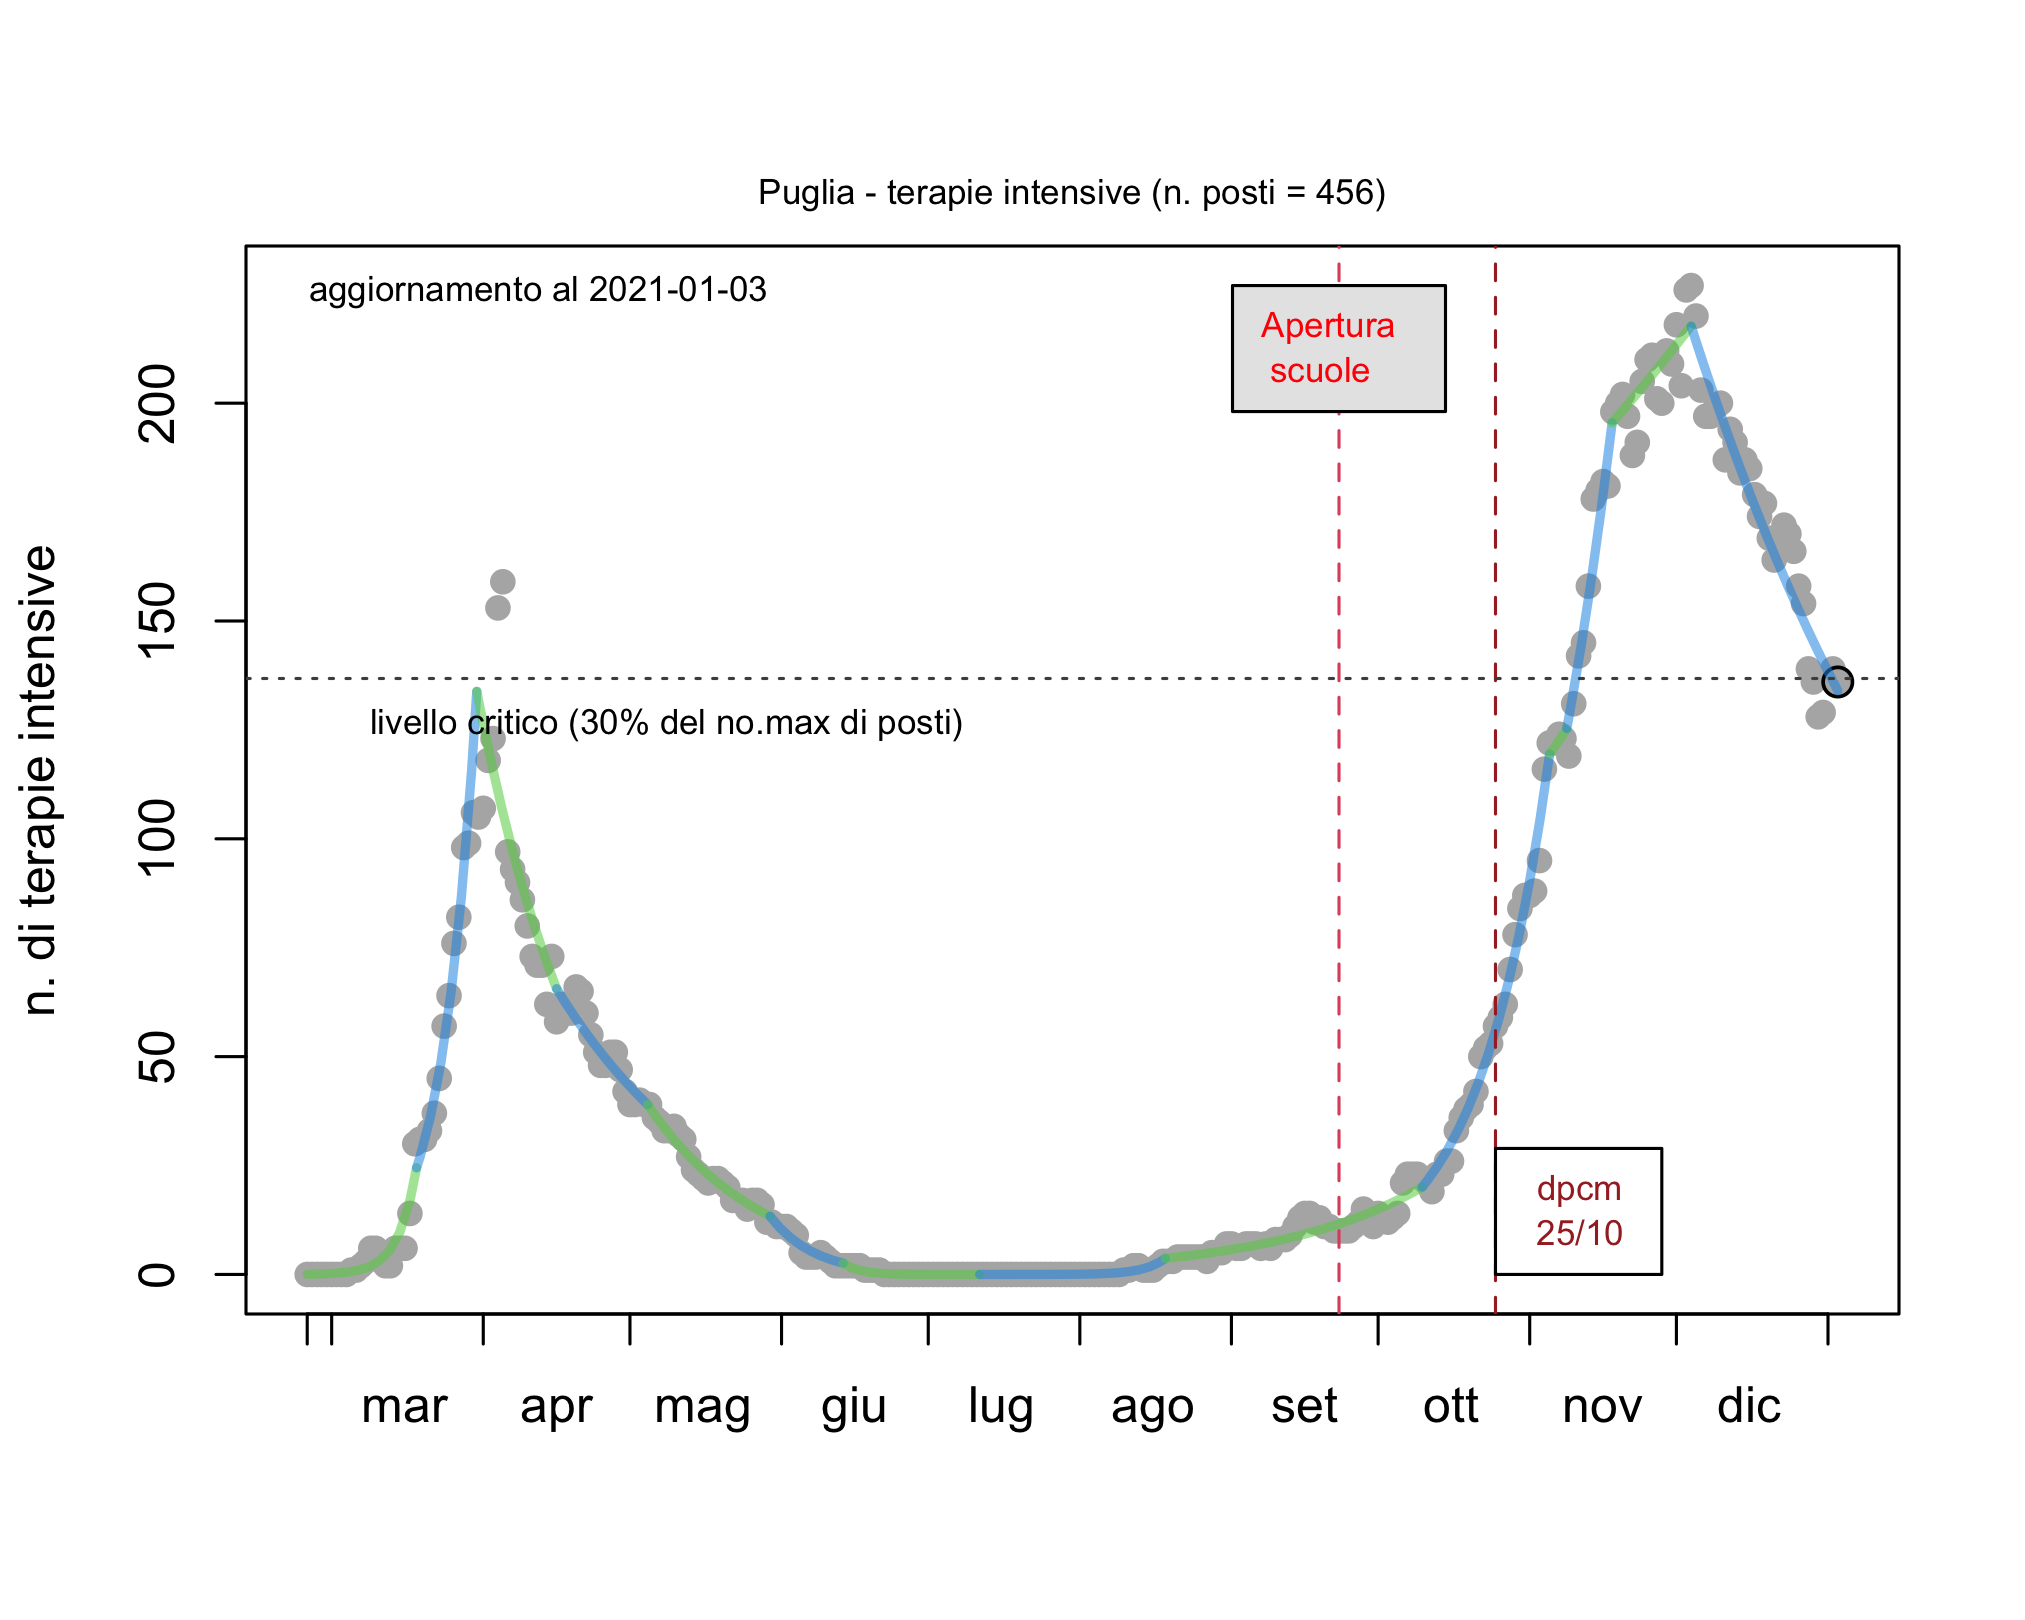 Puglia - terapie intensive (n. posti = 456)
aggiornamento al 2021-01-03
Apertura
scuole
livello critico (30% del no.max di posti)
dpcm
25/10
n. di terapie intensive
200
150
100
50
0
mar apr mag giu lug ago set ott nov dic